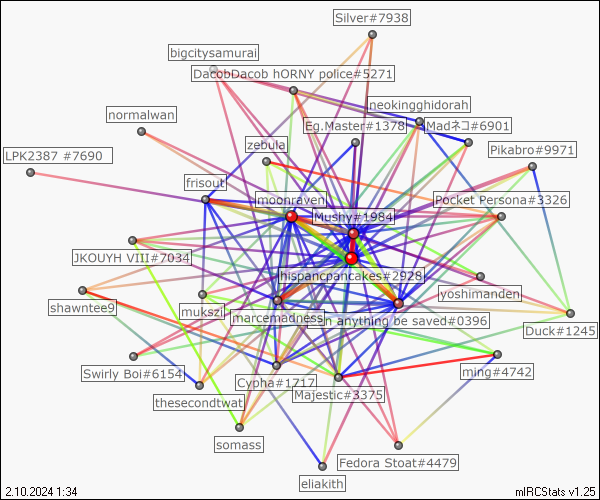 Silver#7938
bigcitysamurai
DacobDacob hORNY police#5271
neokingghidorah
normalwan
Eg.Master#1378
Madネコ#6901
zebula
Pikabro#9971
LPK2387 #7690
frisout
moonraven
Pocket Persona#3326
Mushy#1984
JKOUYH VIII#7034
hispancpancakes#2928
yoshimanden
shawntee9
mukszil
marcemadness
n anything be saved#0396
Duck#1245
Swirly Boi#6154
Cypha#1717
ming#4742
thesecondtwat
Majestic#3375
somass
Fedora Stoat#4479
eliakith
2.10.2024 1:34
mIRCStats v1.25